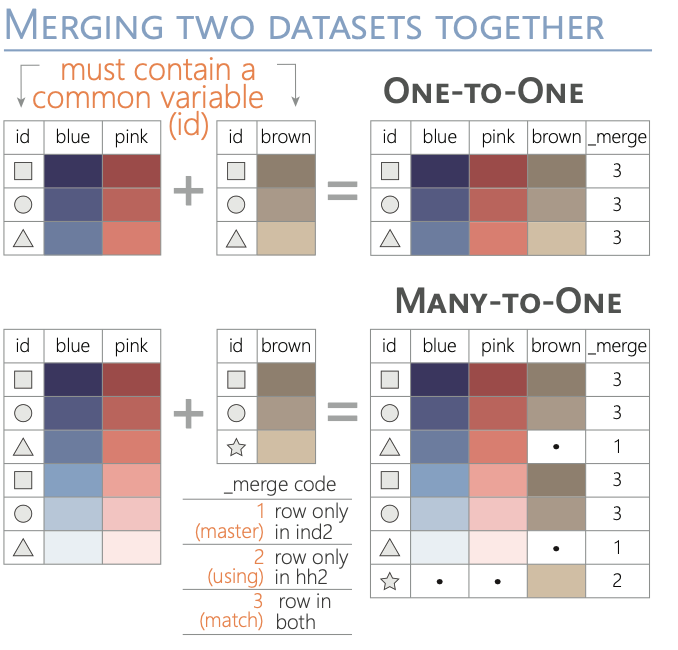 MERGING TWO DATASETS TOGETHER
must contain a
common variable
(id)
ONE-TO-ONE
id blue pink
id brown
id blue pink brown _merge
+
=
3
3
3
MANY-TO-ONE
id blue pink
id brown
id blue pink brown _merge
+
=
3
3
. 1
3
3
. 1
. . 2
_merge code
1 row only
(master) in ind2
2 row only
(using) in hh2
3 row in
(match) both